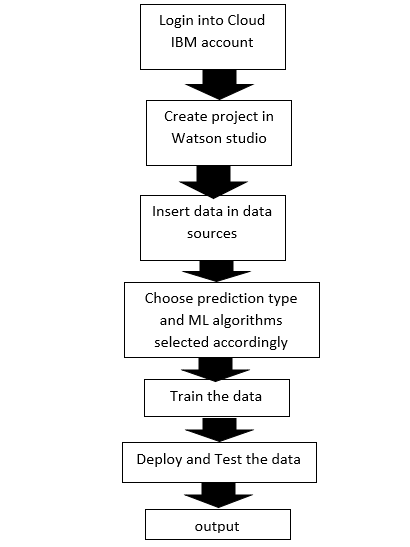 Login into Cloud
IBM account
Create project in
Watson studio
Insert data in data
sources
Choose prediction type
and ML algorithms
selected accordingly
Train the data
Deploy and Test the data
output